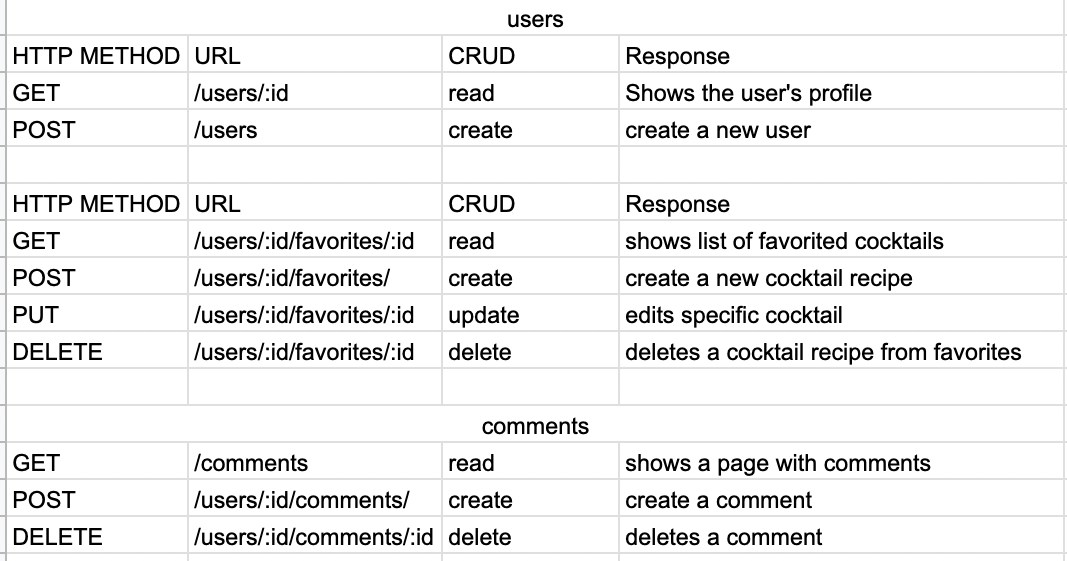 users
HTTP METHOD URL CRUD Response
GET /users/:id read Shows the user's profile
POST /users create create a new user
HTTP METHOD URL CRUD Response
GET /users/:id/favorites/:id read shows list of favorited cocktails
POST /users/:id/favorites/ create create a new cocktail recipe
PUT /users/:id/favorites/:id update edits specific cocktail
DELETE /users/:id/favorites/:id delete deletes a cocktail recipe from favorites
comments
GET /comments read shows a page with comments
POST /users/:id/comments/ create create a comment
DELETE /users/:id/comments/:id delete deletes a comment